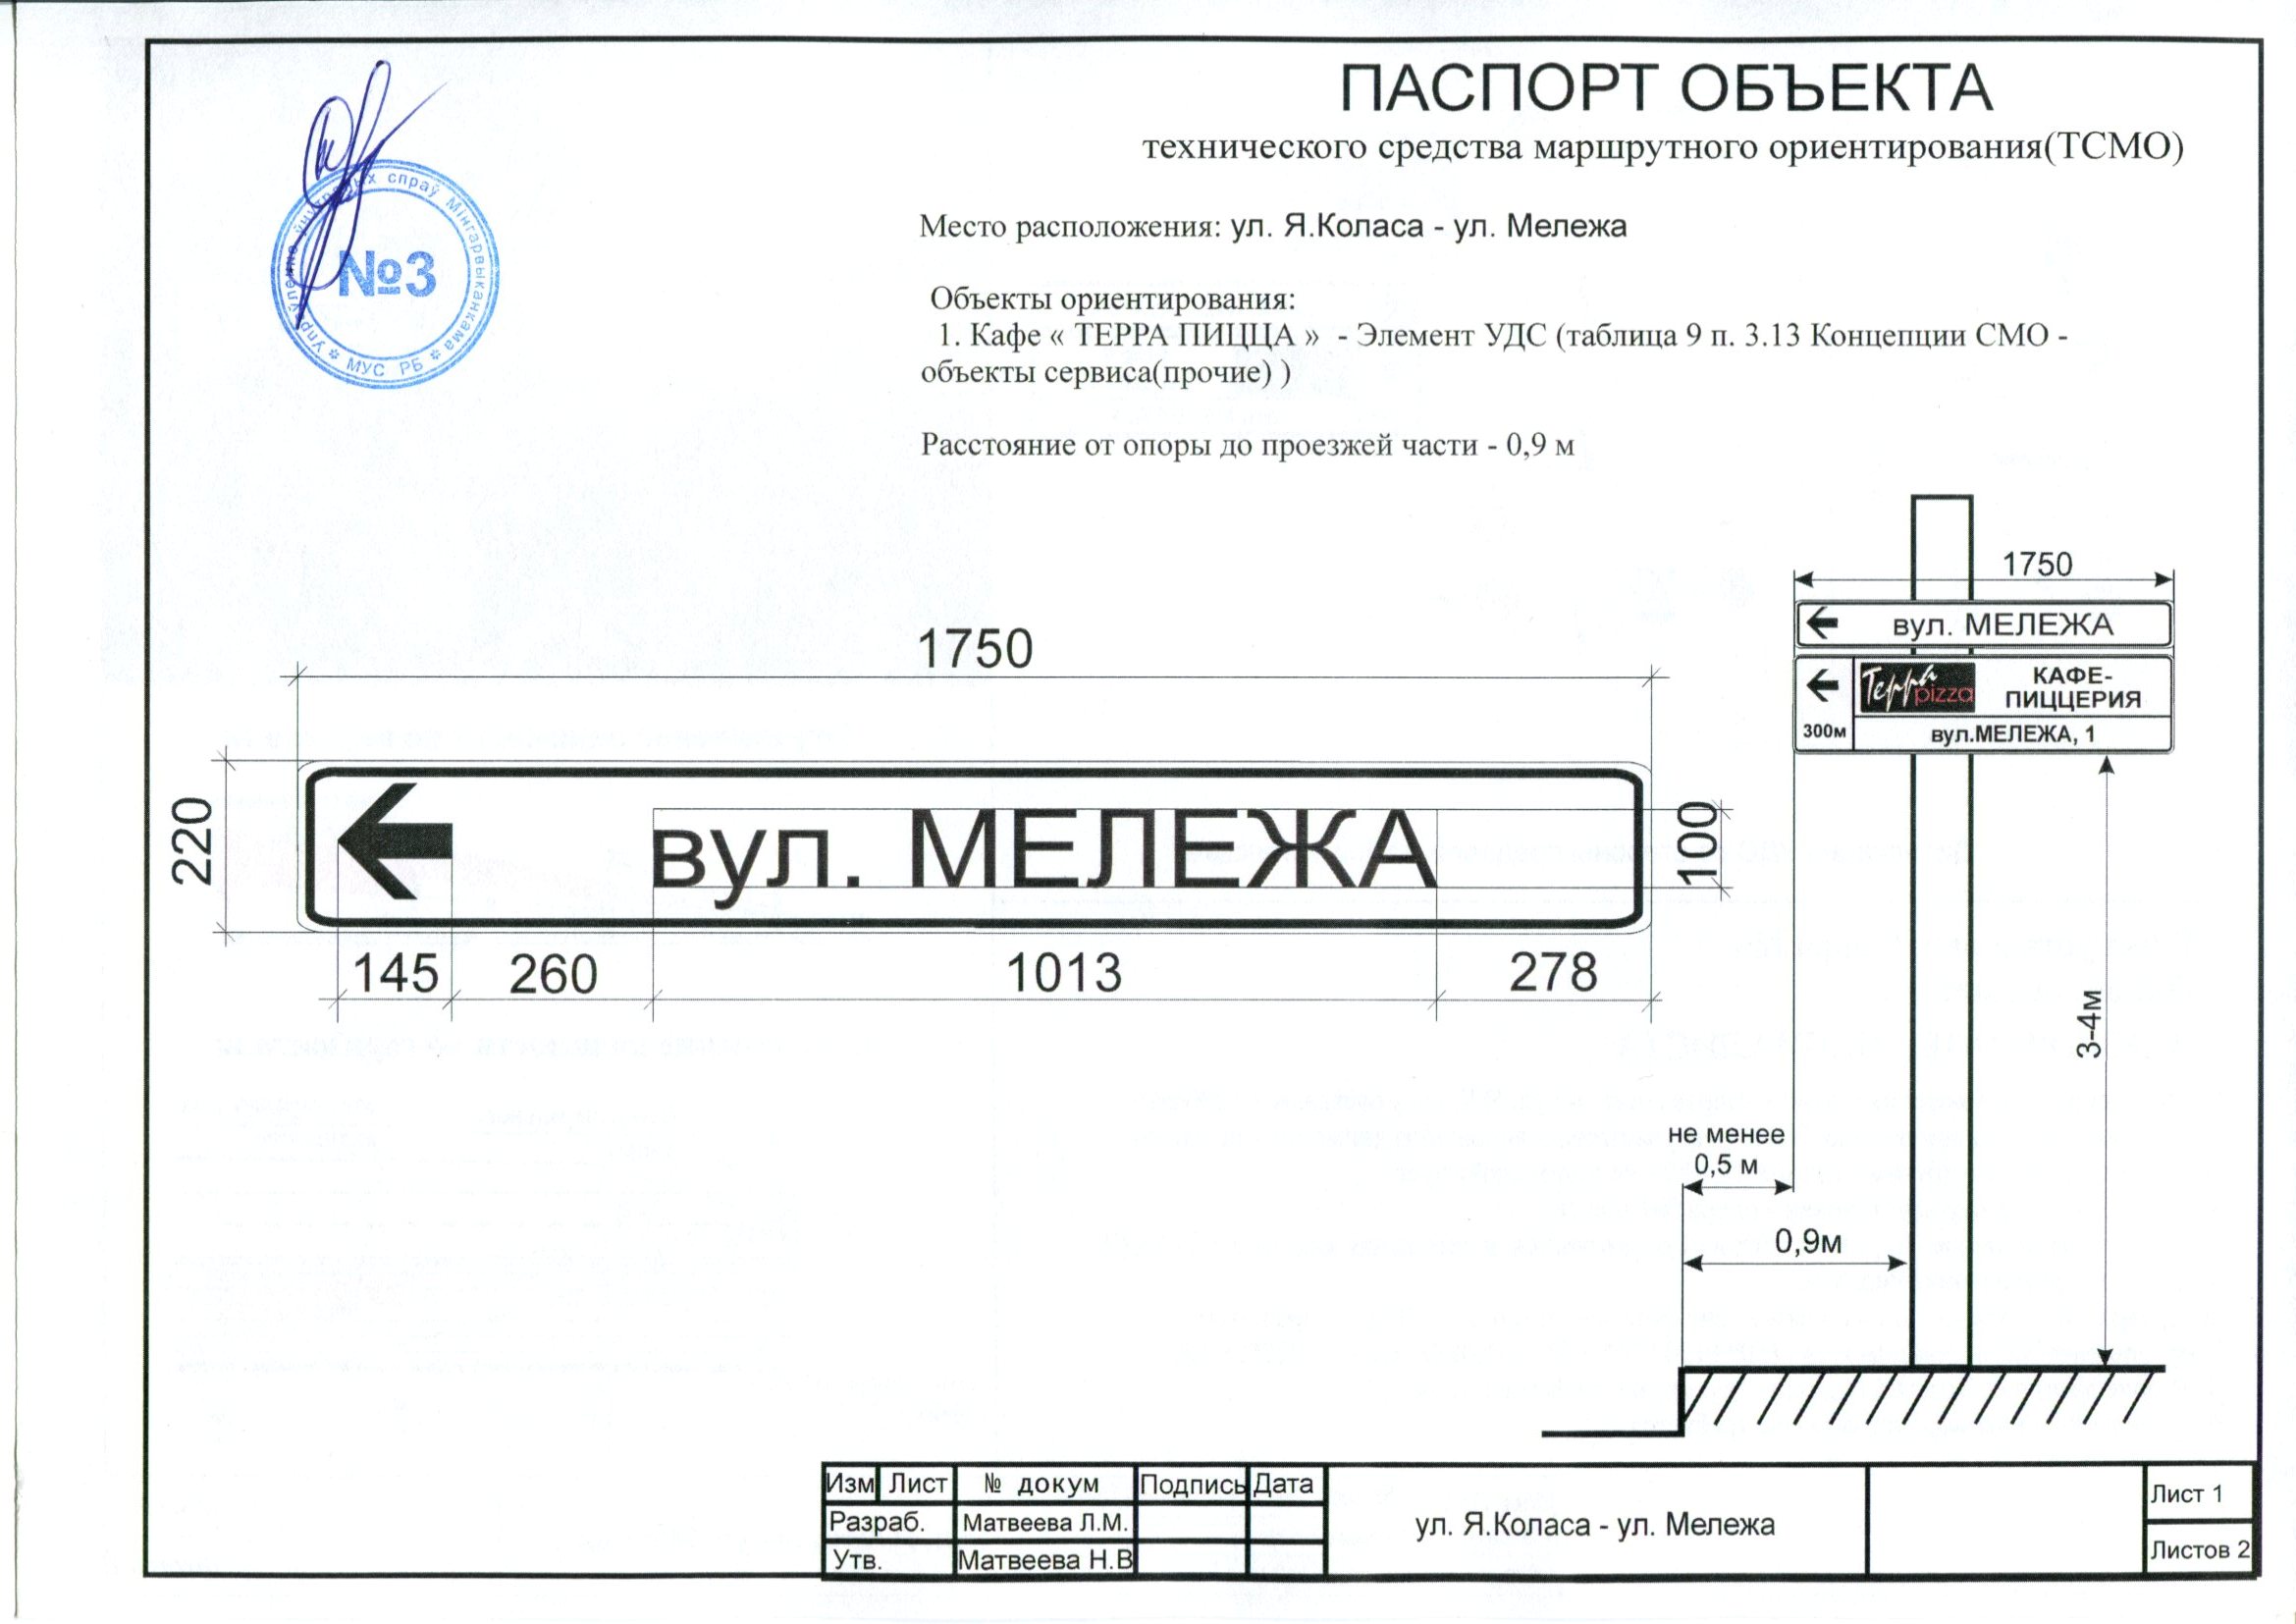 ПАСПОРТ ОБЪЕКТА
технического средства маршрутного ориентирования(ТСМО)
Упраўленне ўнутраных спраў Мінгарвыканкама
№3
* МУС РБ *
Место расположения: ул. Я.Коласа - ул. Мележа
Объекты ориентирования:
1. Кафе « ТЕРРА ПИЦЦА » - Элемент УДС (таблица 9 п. 3.13 Концепции СМО -
объекты сервиса(прочие) )
Расстояние от опоры до проезжей части - 0,9 м
1750
220
вул. МЕЛЕЖА
100
145 260 1013 278
1750
вул. МЕЛЕЖА
300м
Терра pizza
КАФЕ-
ПИЦЦЕРИЯ
вул.МЕЛЕЖА, 1
3-4м
не менее
0,5 м
0,9м
Изм Лист № докум Подпись Дата
Разраб. Матвеева Л.М.
Утв. Матвеева Н.В
ул. Я.Коласа - ул. Мележа
Лист 1
Листов 2